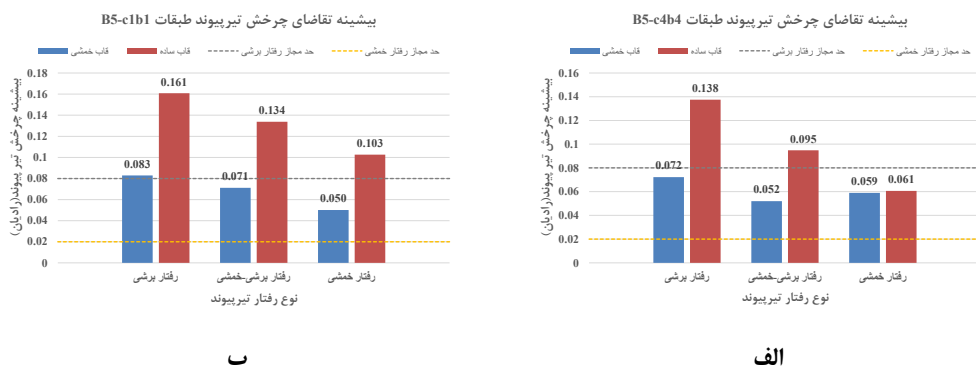 بیشینه تقاضای چرخش تیرپیوند طبقات B5-c4b4
قاب خمشی
قاب ساده
حد مجاز رفتار برشی
حد مجاز رفتار خمشی
بیشینه چرخش تیر پیوند(رادیان)
0.16
0.14
0.12
0.1
0.08
0.06
0.04
0.02
0
0.072
0.138
0.052
0.095
0.059
0.061
رفتار برشی
رفتار برشی-خمشی
رفتار خمشی
نوع رفتار تیرپیوند
الف
بیشینه تقاضای چرخش تیرپیوند طبقات B5-c1b1
قاب خمشی
قاب ساده
حد مجاز رفتار برشی
حد مجاز رفتار خمشی
بیشینه چرخش تیرپیوند(رادیان)
0.18
0.16
0.14
0.12
0.1
0.08
0.06
0.04
0.02
0
0.083
0.161
0.071
0.134
0.050
0.103
رفتار برشی
رفتار برشی-خمشی
رفتار خمشی
نوع رفتار تیرپیوند
ب